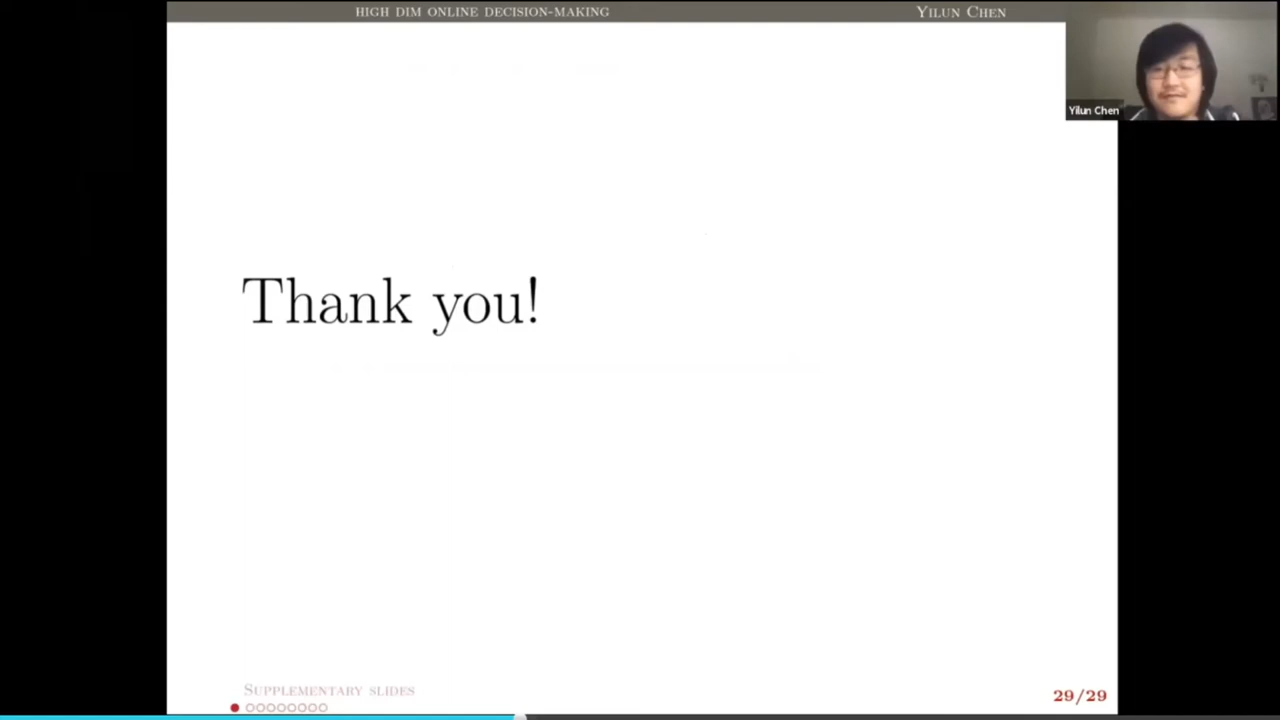 HIGH DIM ONLINE DECISION-MAKING
YILUN CHEN
Yilun Chen
Thank you!
SUPPLEMENTARY SLIDES
29/29